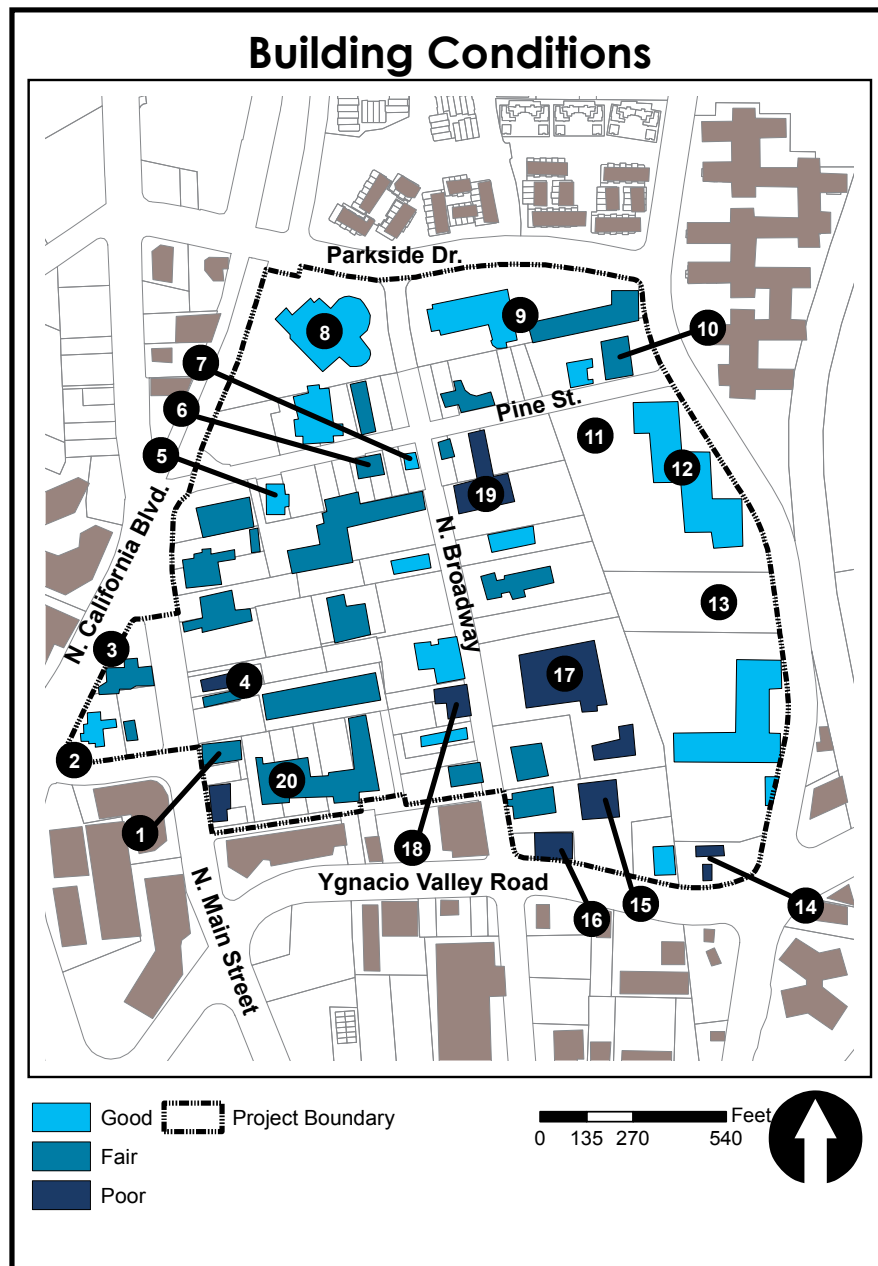 Building Conditions
Parkside Dr.
8
9
10
7
6
Pine St.
11
5
12
19
N. California Blvd.
N. Broadway
13
3
4
17
2
20
1
18
15
16
14
Ygnacio Valley Road
N. Main Street
Good
Project Boundary
Fair
Poor
Feet
0 135 270 540